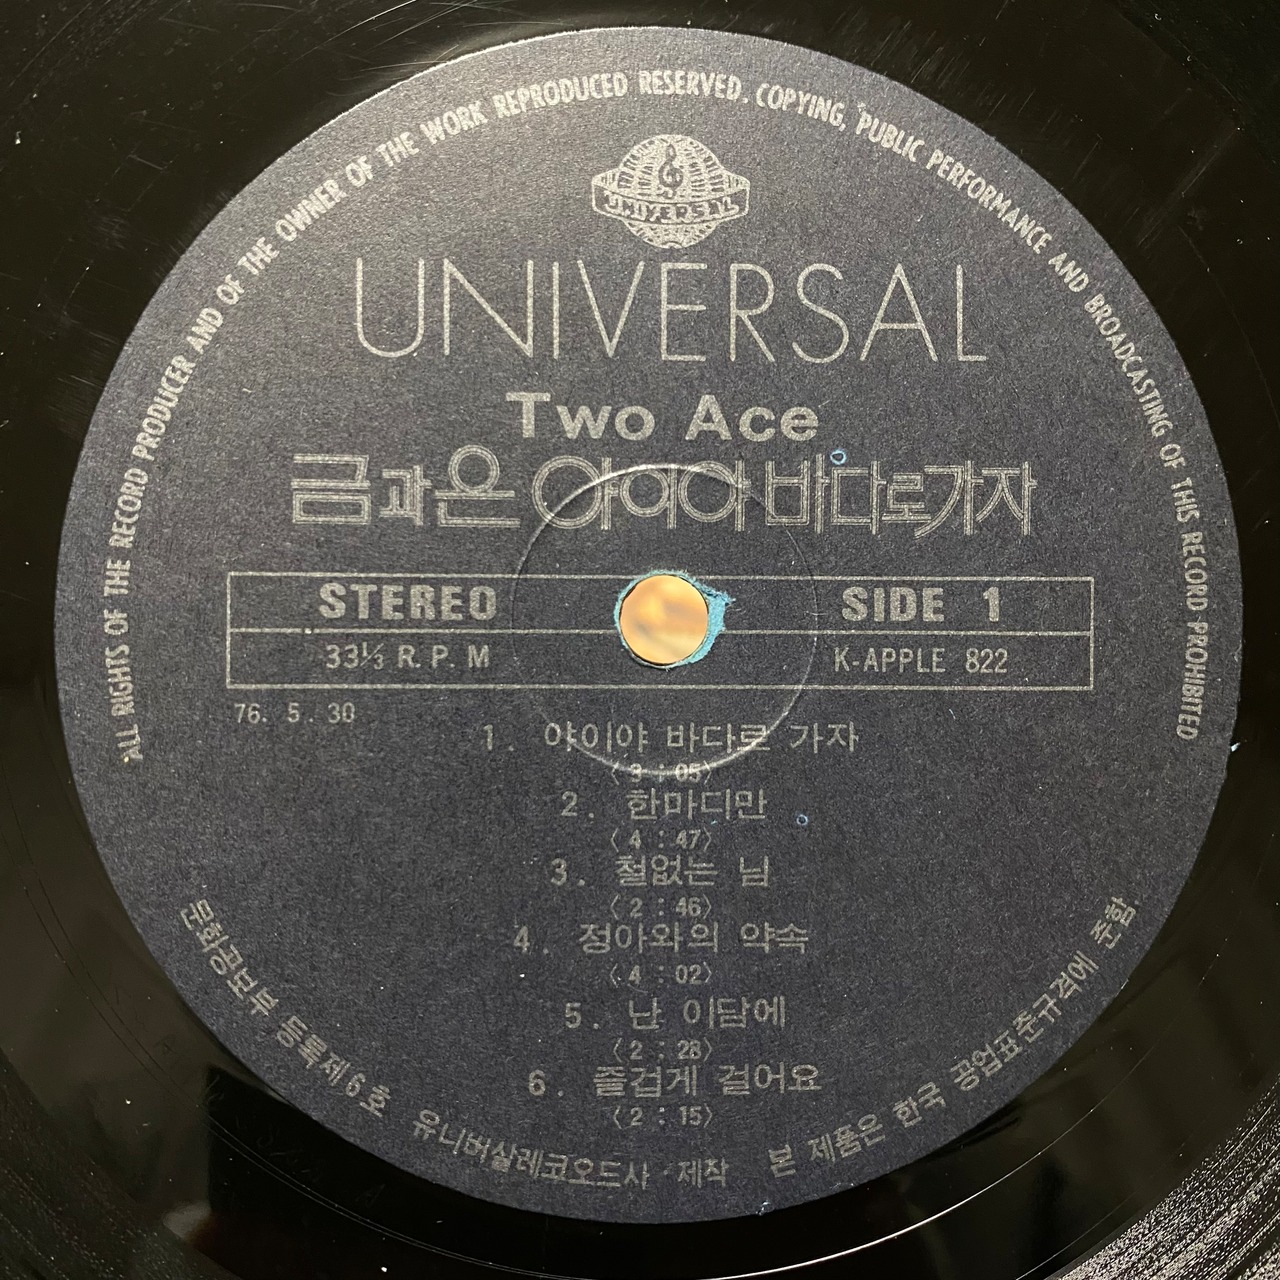 ALL RIGHTS OF THE RECORD PRODUCER AND OF THE OWNER OF THE WORK REPRODUCED RESERVED. COPYING, PUBLIC PERFORMANCE AND BROADCASTING OF THIS RECORD PROHIBITED
UNIVERSAL
UNIVERSAL
Two Ace
금과은 야이야 바다로가자
STEREO SIDE 1
33⅓ R.P.M K-APPLE 822
76. 5. 30
1. 야이야 바다로 가자
〈3:05〉
2. 한마디만
〈4:47〉
3. 철없는 님
〈2:46〉
4. 정아와의 약속
〈4:02〉
5. 난 이담에
〈2:28〉
6. 즐겁게 걸어요
〈2:15〉
문화공보부 등록제6호 유니버살레코오드사 제작 본 제품은 한국 공업표준규격에 준함